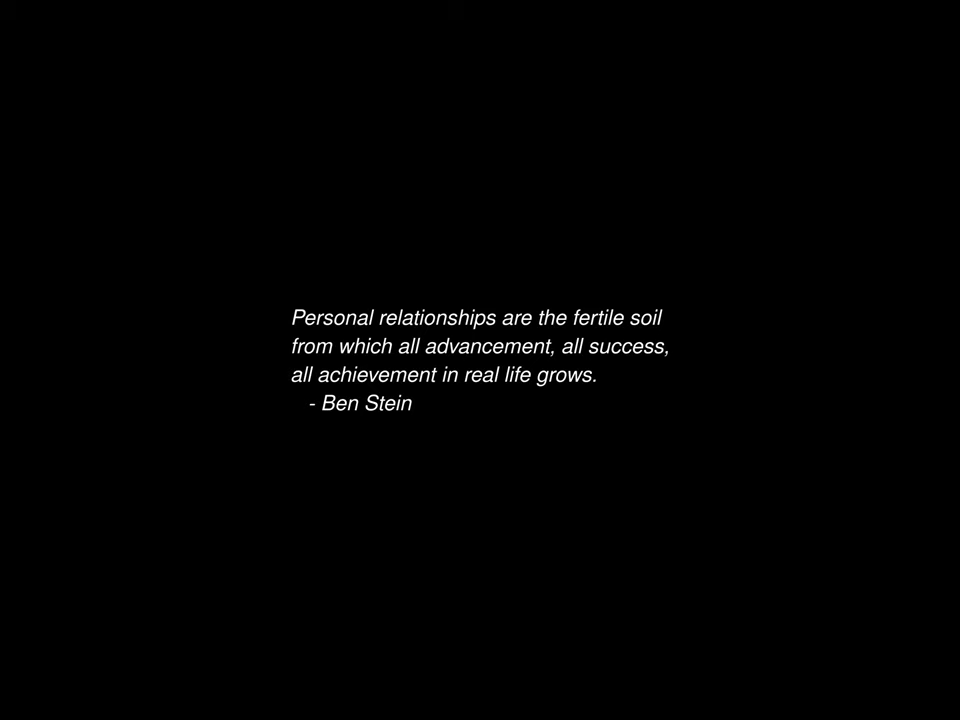 Personal relationships are the fertile soil
from which all advancement, all success,
all achievement in real life grows.
- Ben Stein